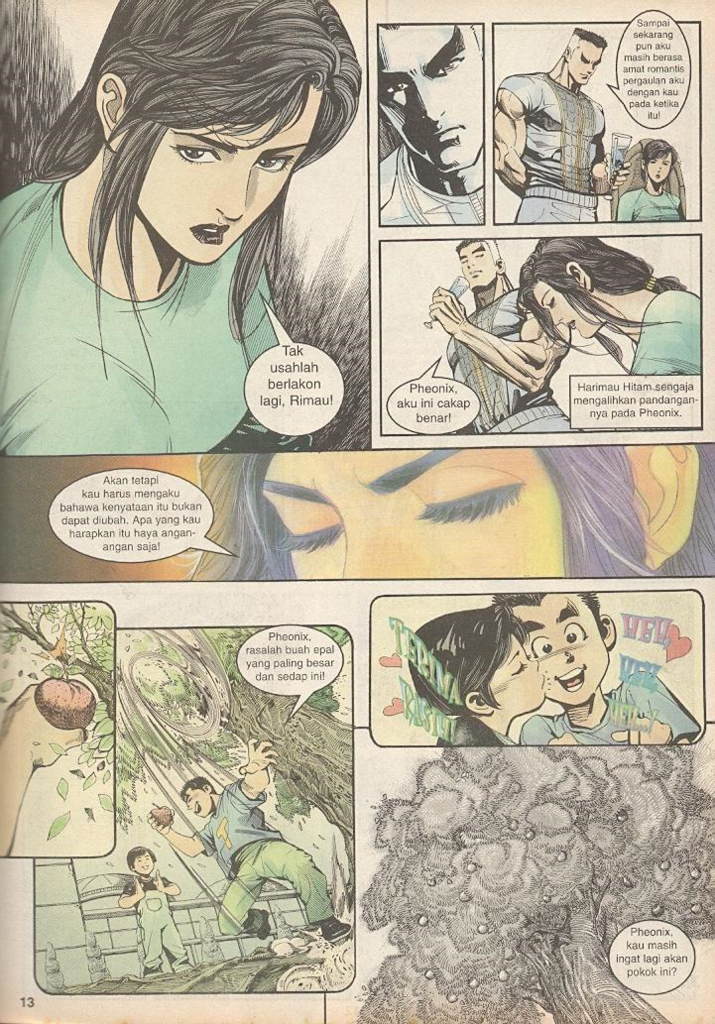 Tak
usahlah
berlakon
lagi, Rimau!
Sampai
sekarang
pun aku
masih berasa
amat romantis
pergaulan aku
dengan kau
pada ketika
itu!
Pheonix,
aku ini cakap
benar!
Harimau Hitam sengaja
mengalihkan pandangan-
nya pada Pheonix.
Akan tetapi
kau harus mengaku
bahawa kenyataan itu bukan
dapat diubah. Apa yang kau
harapkan itu haya angan-
angan saja!
Pheonix,
rasalah buah epal
yang paling besar
dan sedap ini!
TERIMA
KASIH
HEH
HEH
Pheonix,
kau masih
ingat lagi akan
pokok ini?
13